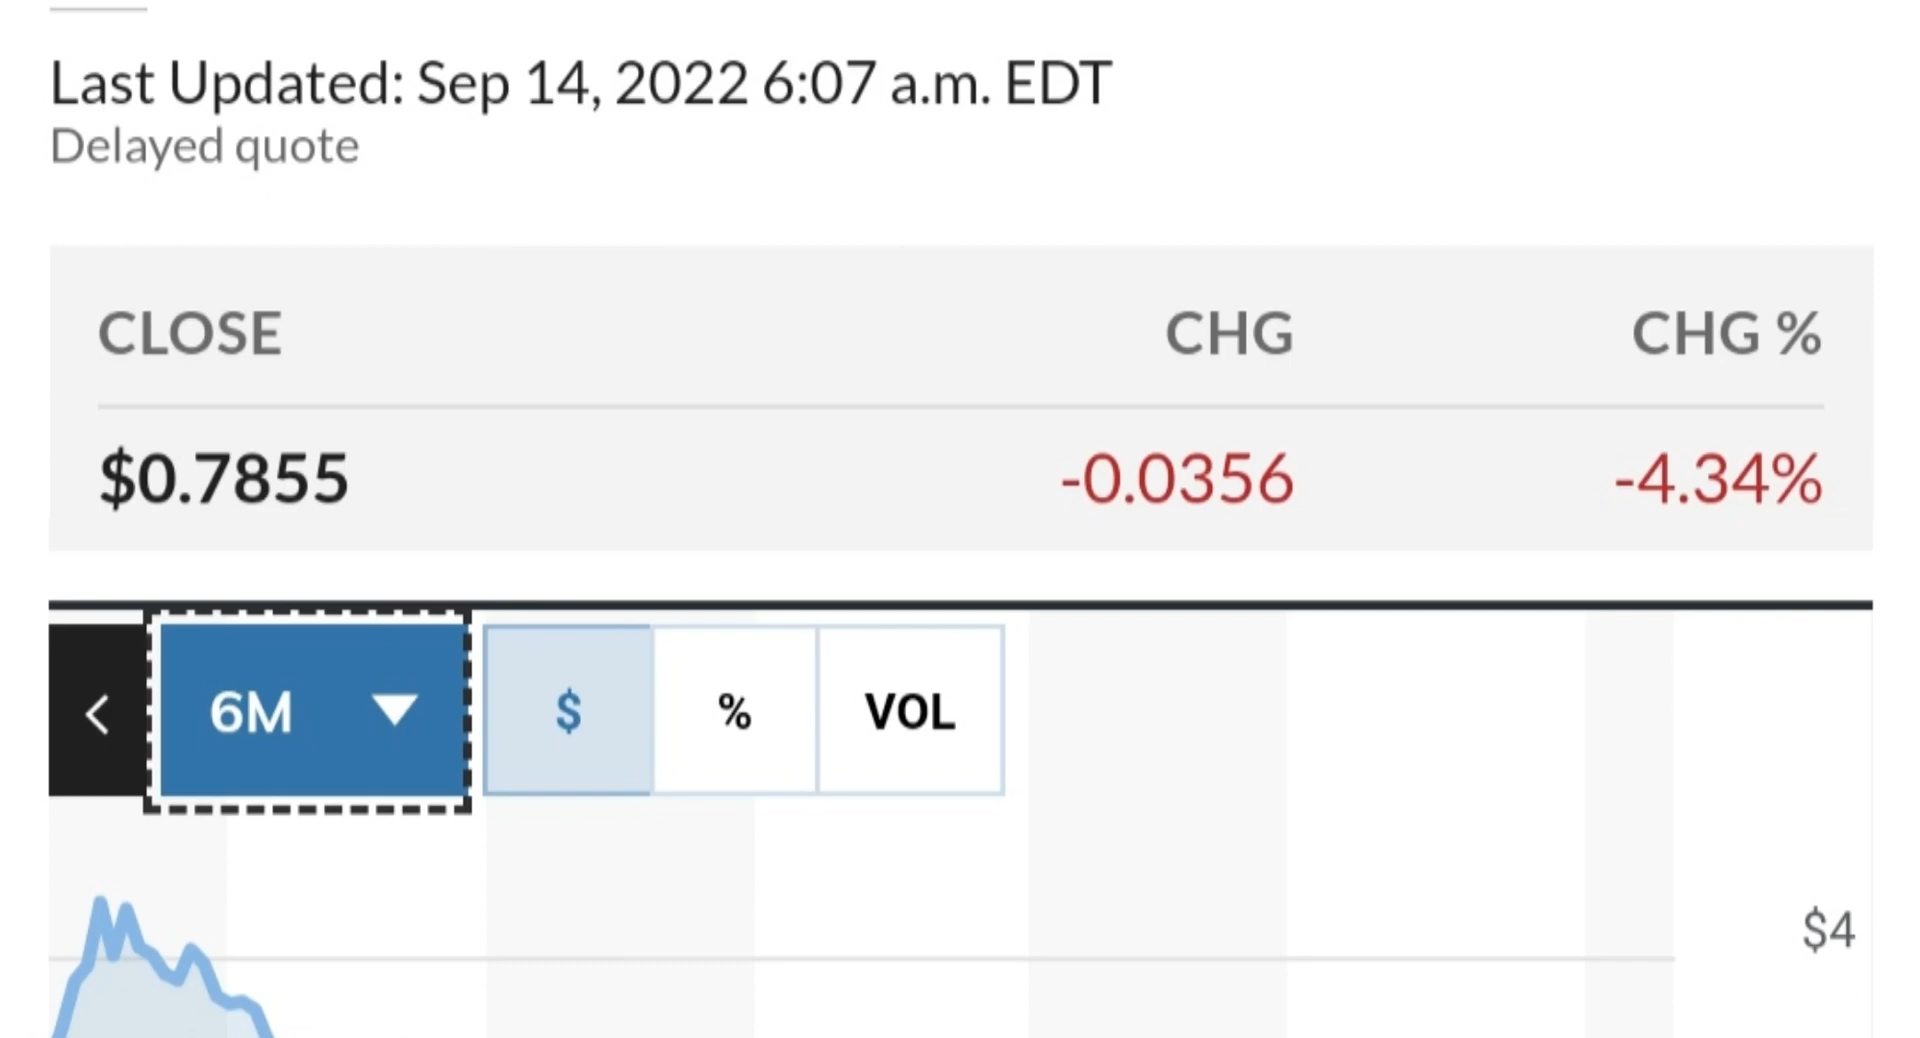 Last Updated: Sep 14, 2022 6:07 a.m. EDT
Delayed quote
CLOSE CHG CHG %
$0.7855 -0.0356 -4.34%
6M $ % VOL
$4